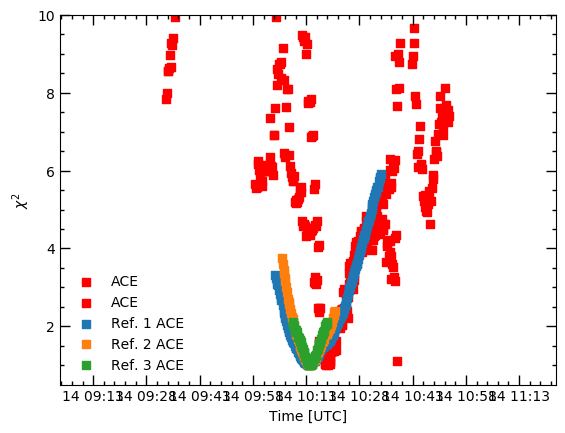 10
8
6
4
2
χ²
ACE
ACE
Ref. 1 ACE
Ref. 2 ACE
Ref. 3 ACE
14 09:13 14 09:28 14 09:43 14 09:58 14 10:13 14 10:28 14 10:43 14 10:58 14 11:13
Time [UTC]